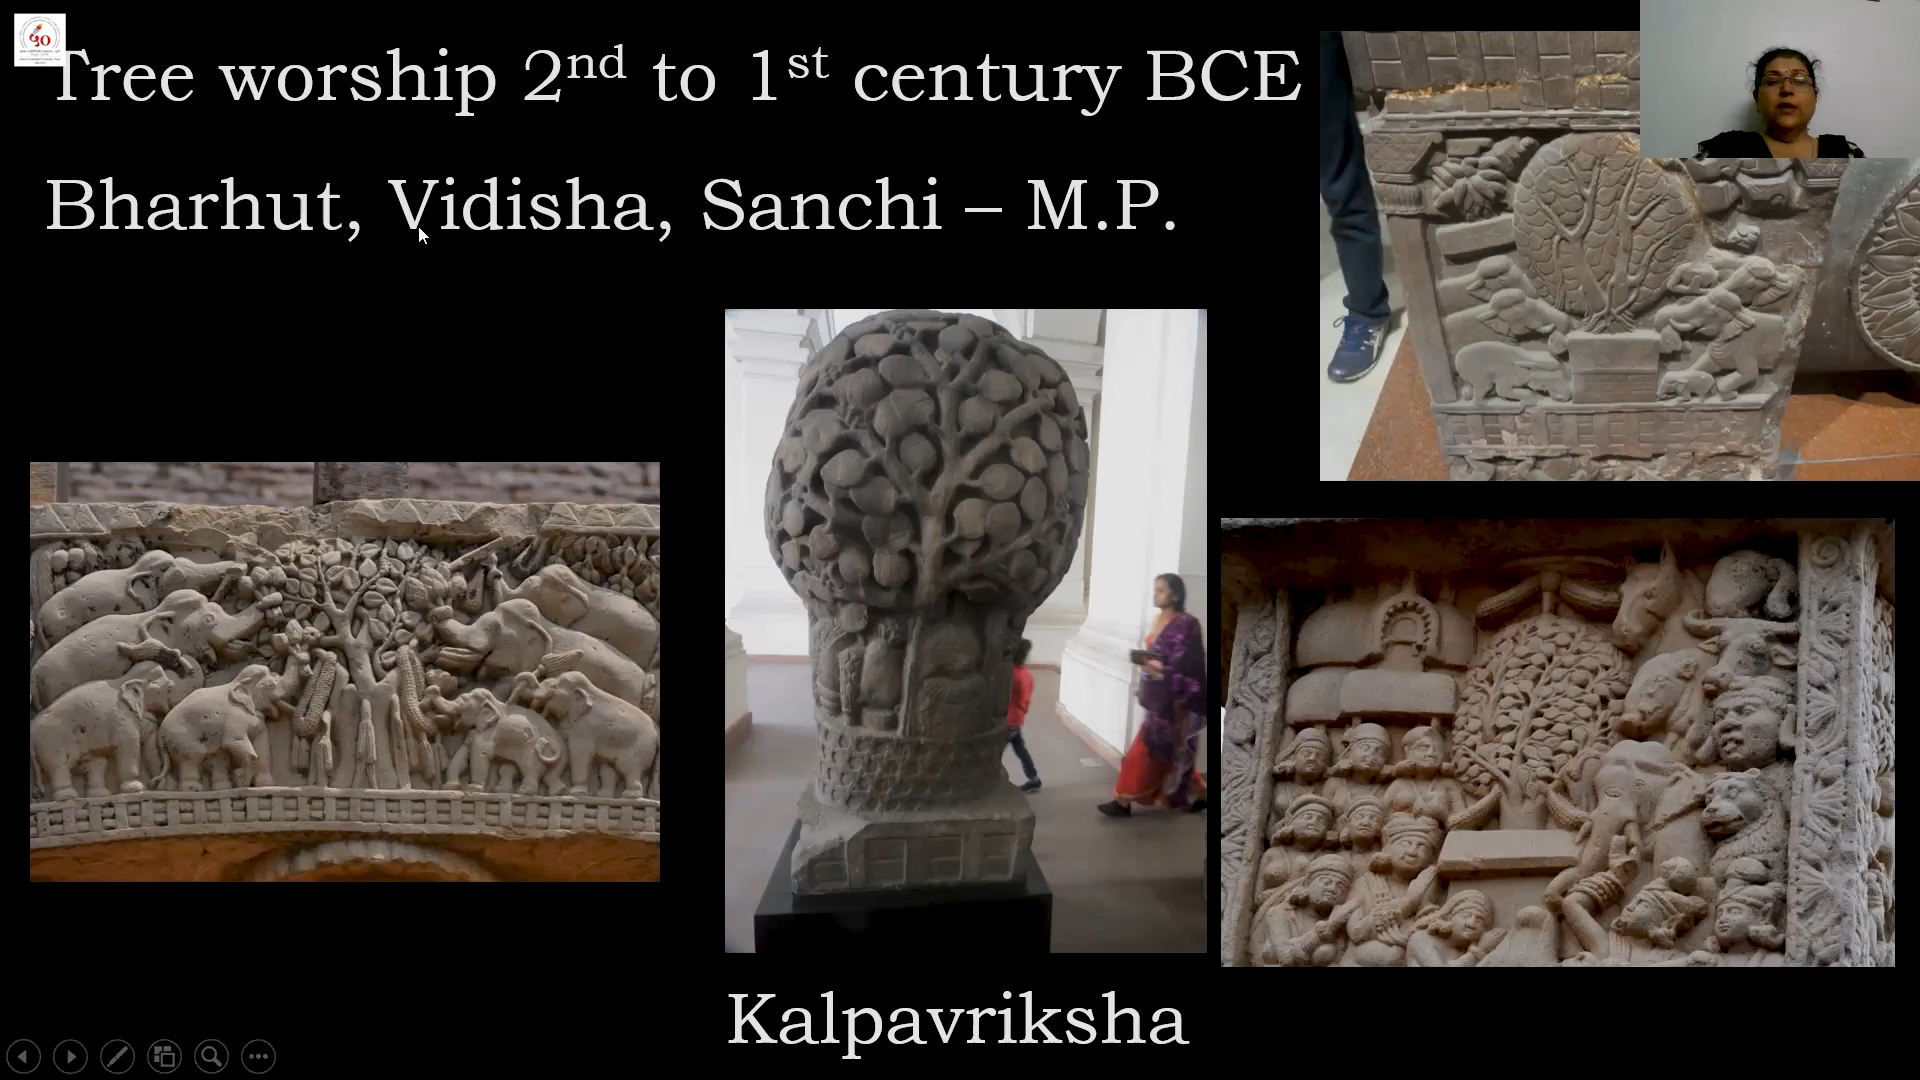 Tree worship 2nd to 1st century BCE
Bharhut, Vidisha, Sanchi – M.P.
Kalpavriksha